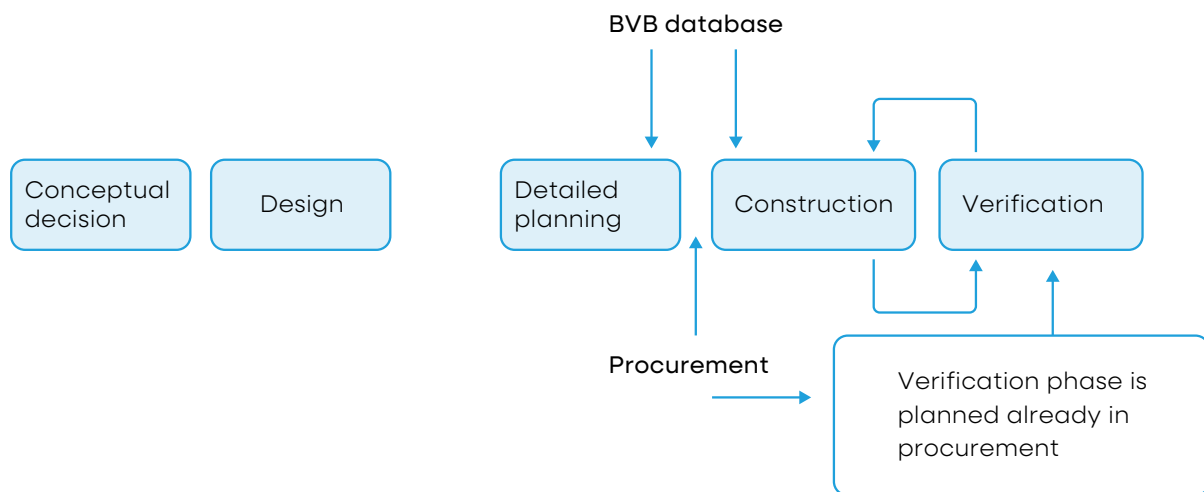 BVB database
Conceptual
decision
Design
Detailed
planning
Construction
Verification
Procurement
Verification phase is
planned already in
procurement